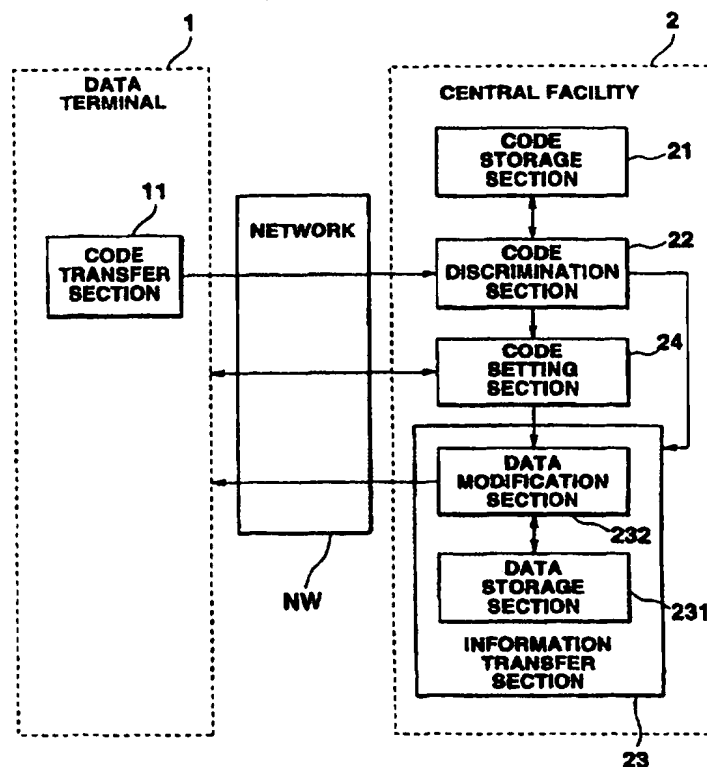 1
DATA
TERMINAL
11
CODE
TRANSFER
SECTION
NETWORK
NW
2
CENTRAL FACILITY
CODE
STORAGE
SECTION
21
CODE
DISCRIMINATION
SECTION
22
CODE
SETTING
SECTION
24
DATA
MODIFICATION
SECTION
232
DATA
STORAGE
SECTION
231
INFORMATION
TRANSFER
SECTION
23